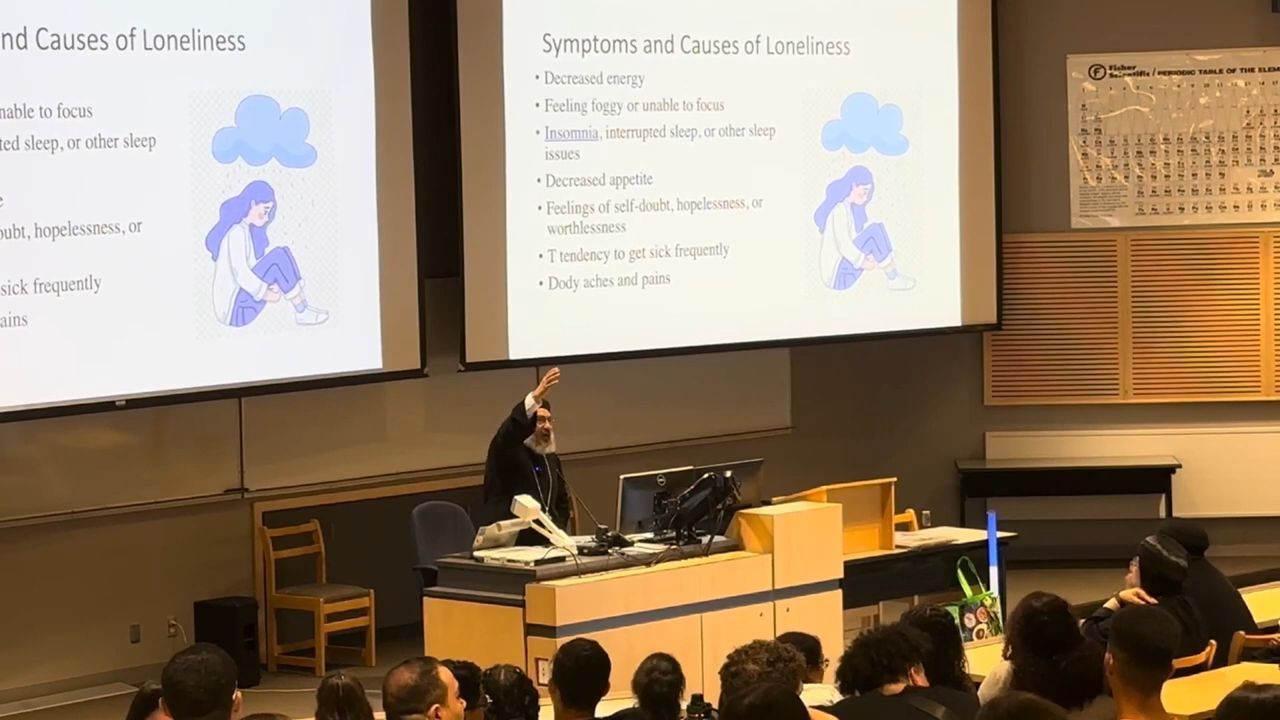 nd Causes of Loneliness
nable to focus
ted sleep, or other sleep
e
oubt, hopelessness, or
sick frequently
ains
Symptoms and Causes of Loneliness
• Decreased energy
• Feeling foggy or unable to focus
• Insomnia, interrupted sleep, or other sleep
issues
• Decreased appetite
• Feelings of self-doubt, hopelessness, or
worthlessness
• T tendency to get sick frequently
• Dody aches and pains
F Fisher
Scientific / PERIODIC TABLE OF THE ELEM
DELL